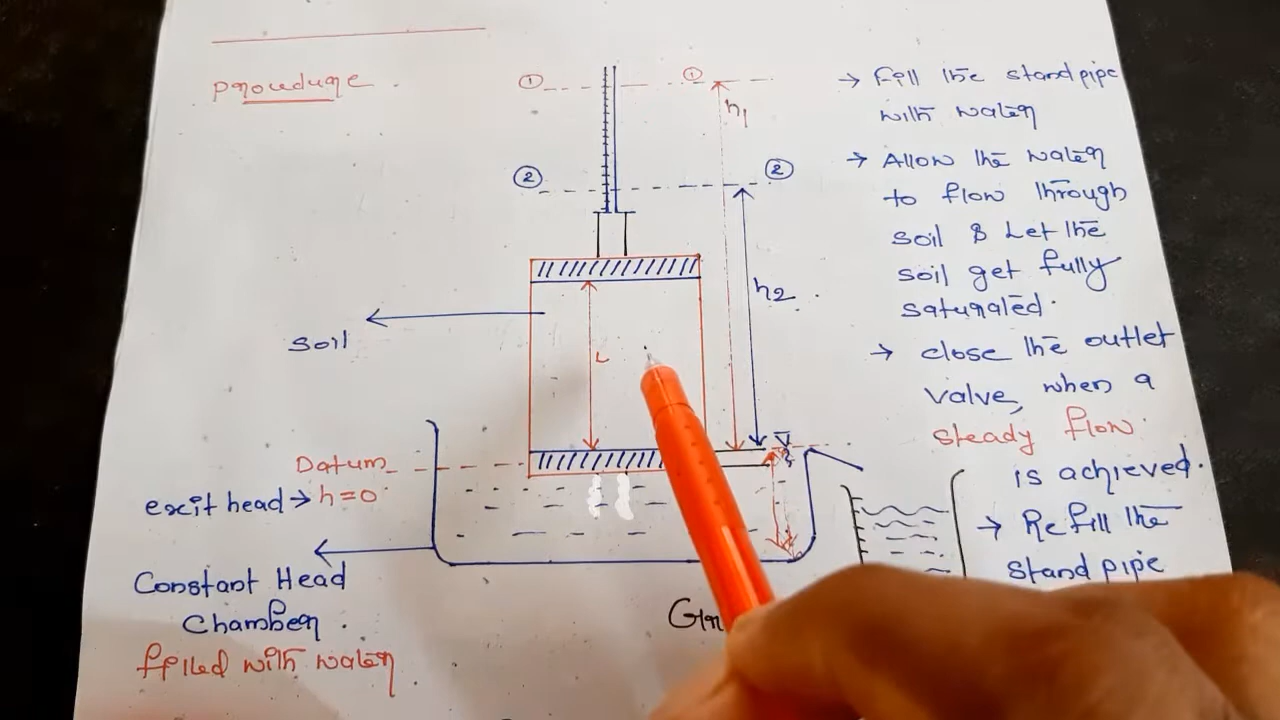 Procedure
① ①
h1
② ②
h2
L
Soil
Datum
exit head → h=0
Constant Head
Chamber
filled with water
→ Fill the standpipe
with water
→ Allow the water
to flow through
soil & Let the
soil get fully
saturated.
→ close the outlet
valve, when a
steady flow
is achieved.
→ Refill the
stand pipe